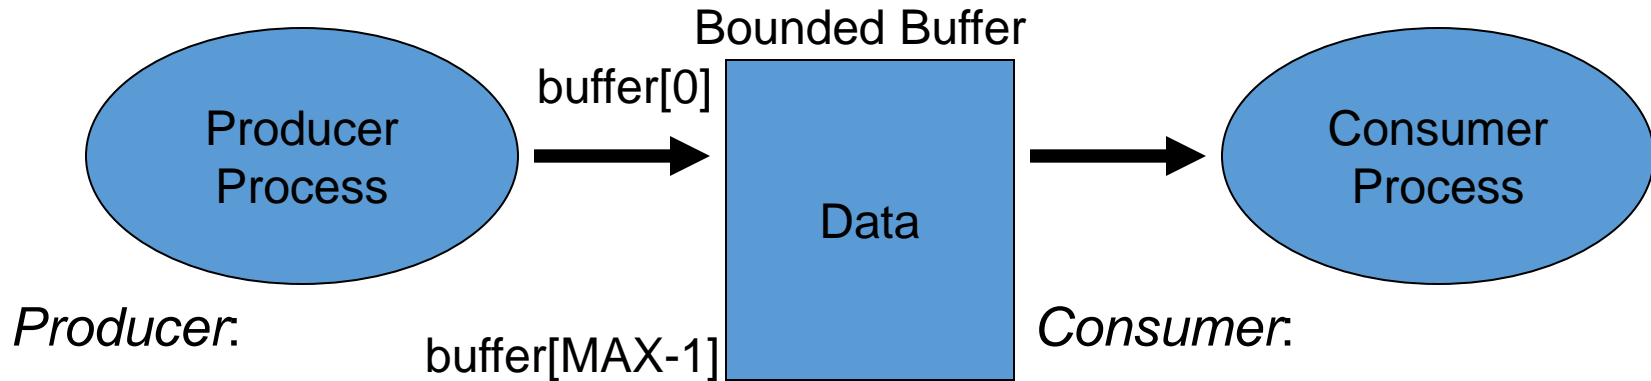 Bounded Buffer
buffer[0]
Producer
Process
Data
Consumer
Process
Producer:
buffer[MAX-1]
Consumer: